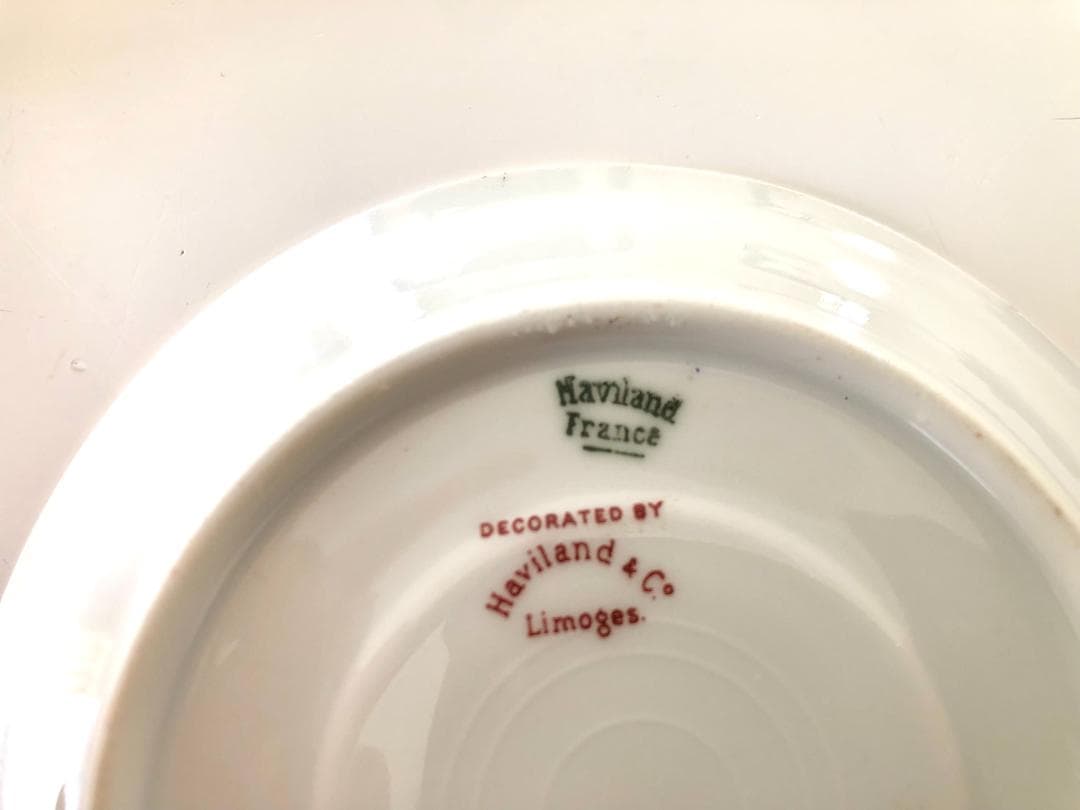 Haviland
France
DECORATED BY
Haviland & Co
Limoges.